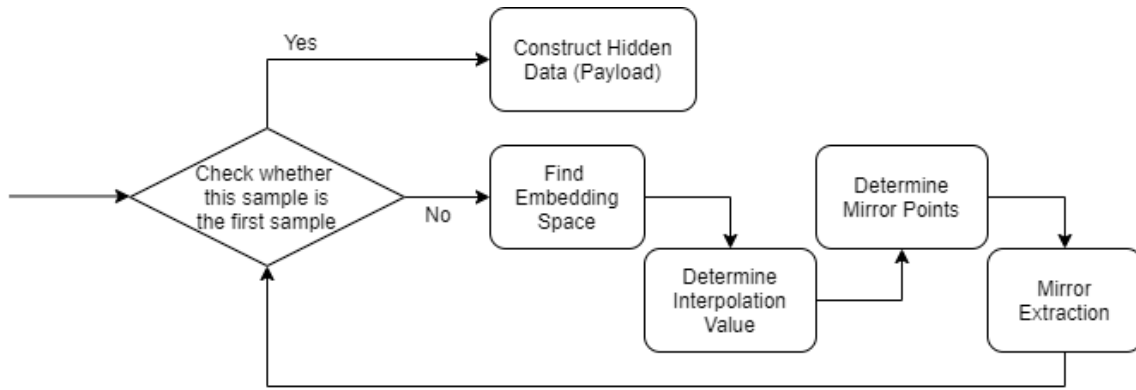 Yes
Construct Hidden
Data (Payload)
Check whether
this sample is
the first sample
No
Find
Embedding
Space
Determine
Interpolation
Value
Determine
Mirror Points
Mirror
Extraction